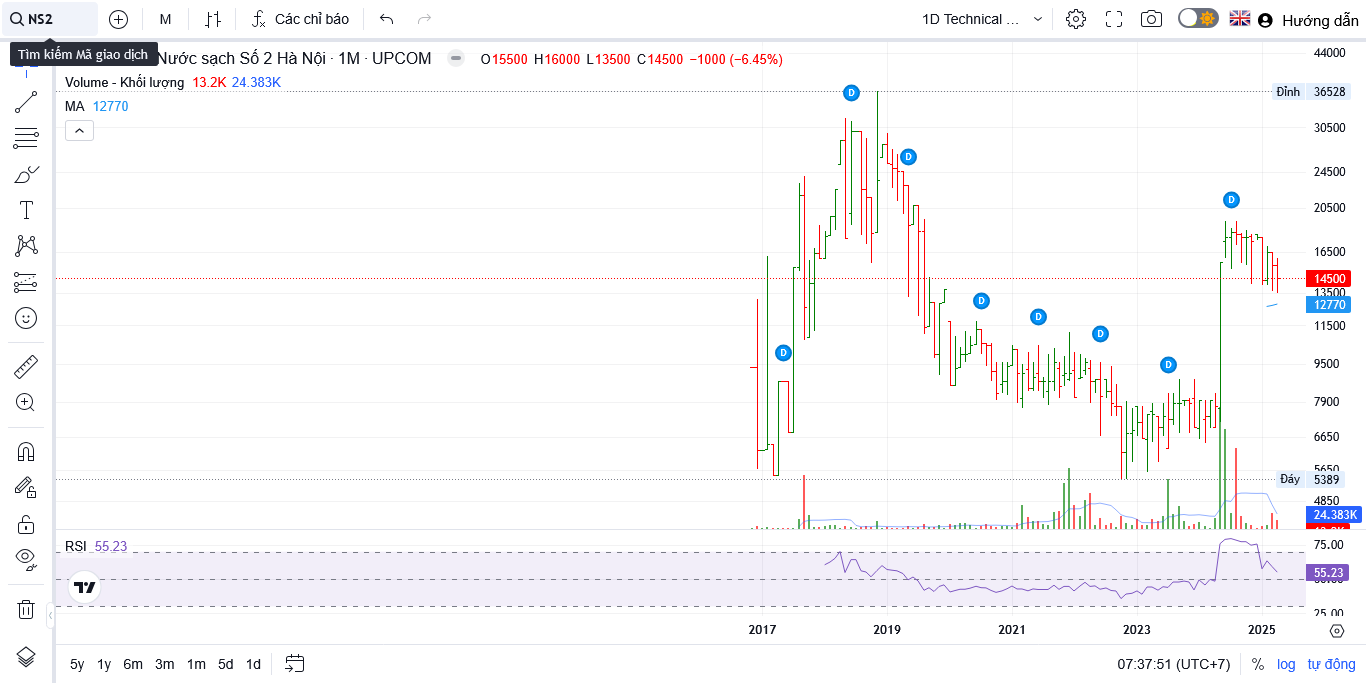 NS2
M
Các chỉ báo
1D Technical ...
Hướng dẫn
Tìm kiếm Mã giao dịch
Nước sạch Số 2 Hà Nội · 1M · UPCOM
O15500 H16000 L13500 C14500 −1000 (−6.45%)
Volume - Khối lượng 13.2K 24.383K
MA 12770
44000
Đỉnh 36528
30500
24500
20500
16500
14500
13500
12770
11500
9500
7900
6650
5650
Đáy 5389
4850
24.383K
D
D
D
D
D
D
D
D
RSI 55.23
75.00
55.23
25.00
2017 2019 2021 2023 2025
5y 1y 6m 3m 1m 5d 1d
07:37:51 (UTC+7) % log tự động